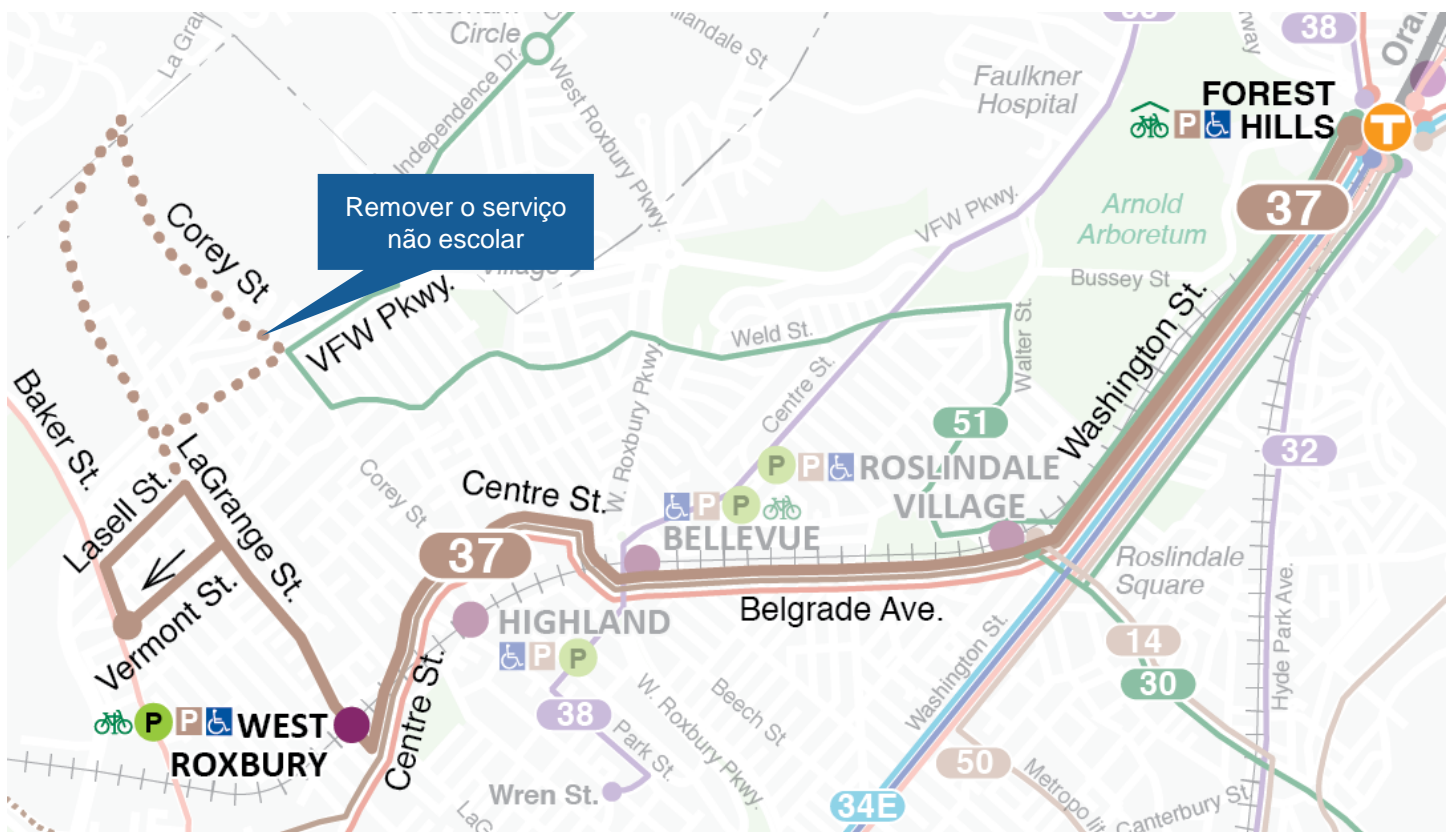 Circle
La Gra
Independence Dr.
West Roxbury Pkwy.
38
Faulkner
Hospital
FOREST
HILLS
P
T
37
Corey St
Remover o serviço
não escolar
VFW Pkwy.
VFW Pkwy.
Arnold
Arboretum
Bussey St.
Weld St.
Walter St.
Washington St.
Baker St.
LaGrange St.
Lasell St.
Vermont St.
Corey St
Centre St.
W. Roxbury Pkwy
Centre St.
51
32
P
P
ROSLINDALE
VILLAGE
P
P
BELLEVUE
37
Roslindale
Square
Belgrade Ave.
HIGHLAND
P
P
Centre St.
P
P
WEST
ROXBURY
38
Park St.
Wren St.
W. Roxbury Pkwy.
Beech St
Washington St.
14
30
50
34E
Hyde Park Ave.
Canterbury St.